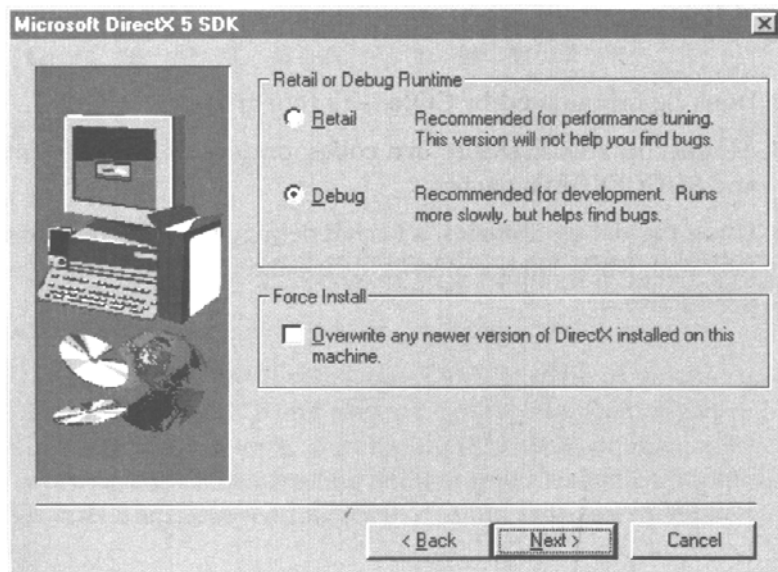 Microsoft DirectX 5 SDK
Retail or Debug Runtime
Retail
Recommended for performance tuning.
This version will not help you find bugs.
Debug
Recommended for development. Runs
more slowly, but helps find bugs.
Force Install
Overwrite any newer version of DirectX installed on this
machine.
< Back
Next >
Cancel